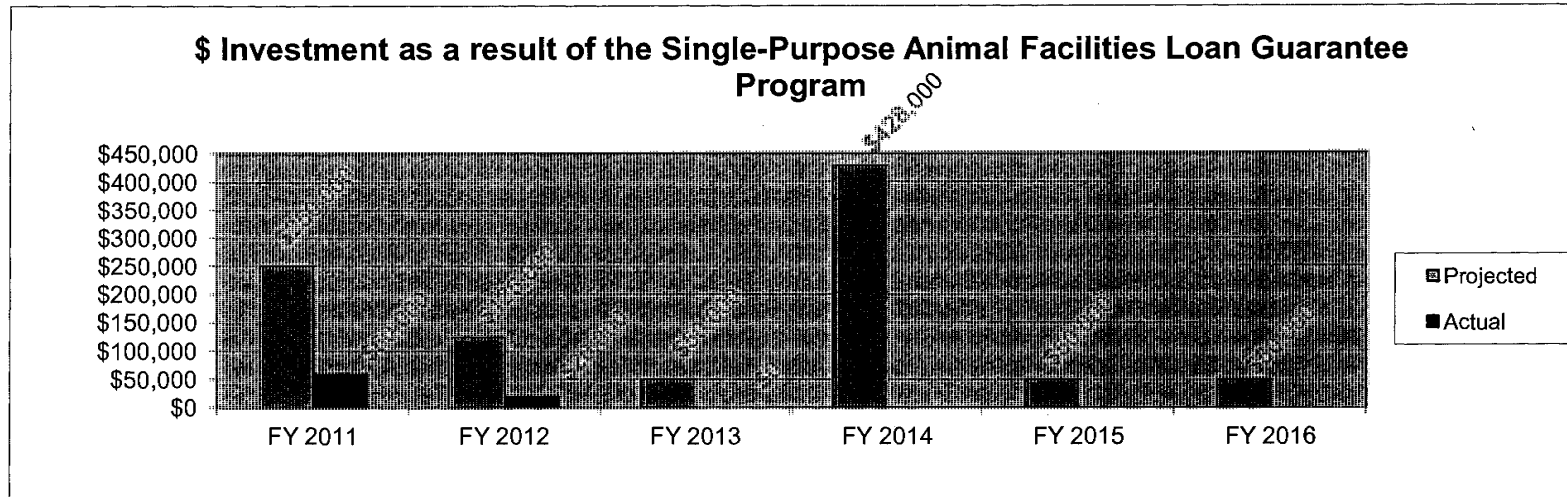 $ Investment as a result of the Single-Purpose Animal Facilities Loan Guarantee
Program
$428,000
$450,000
$400,000
$350,000
$300,000
$250,000
$200,000
$150,000
$100,000
$50,000
$0
FY 2011
FY 2012
FY 2013
FY 2014
FY 2015
FY 2016
Projected
Actual